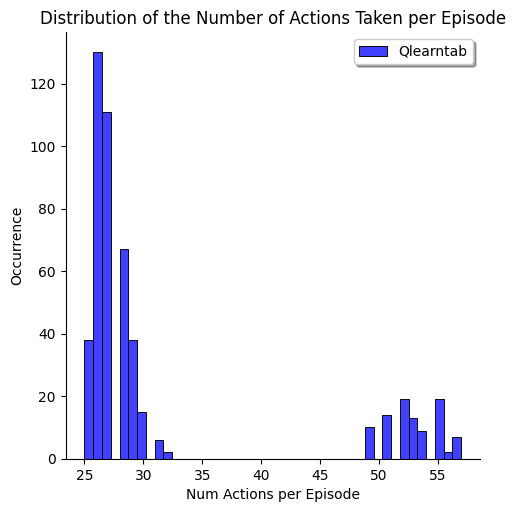 Distribution of the Number of Actions Taken per Episode
Qlearntab
Occurrence
120
100
80
60
40
20
0
25 30 35 40 45 50 55
Num Actions per Episode